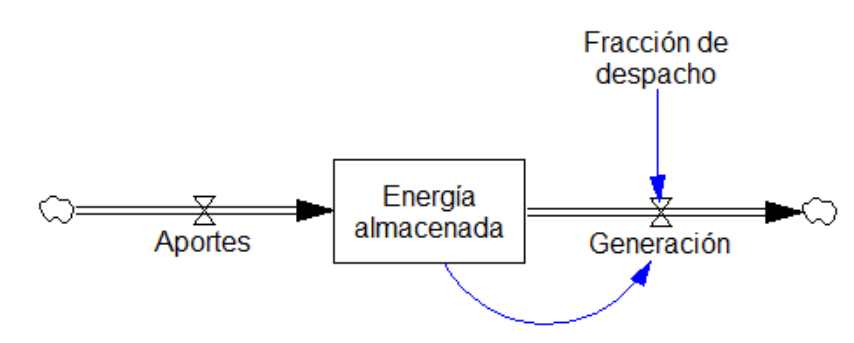 Fracción de
despacho
Energía
almacenada
Aportes
Generación